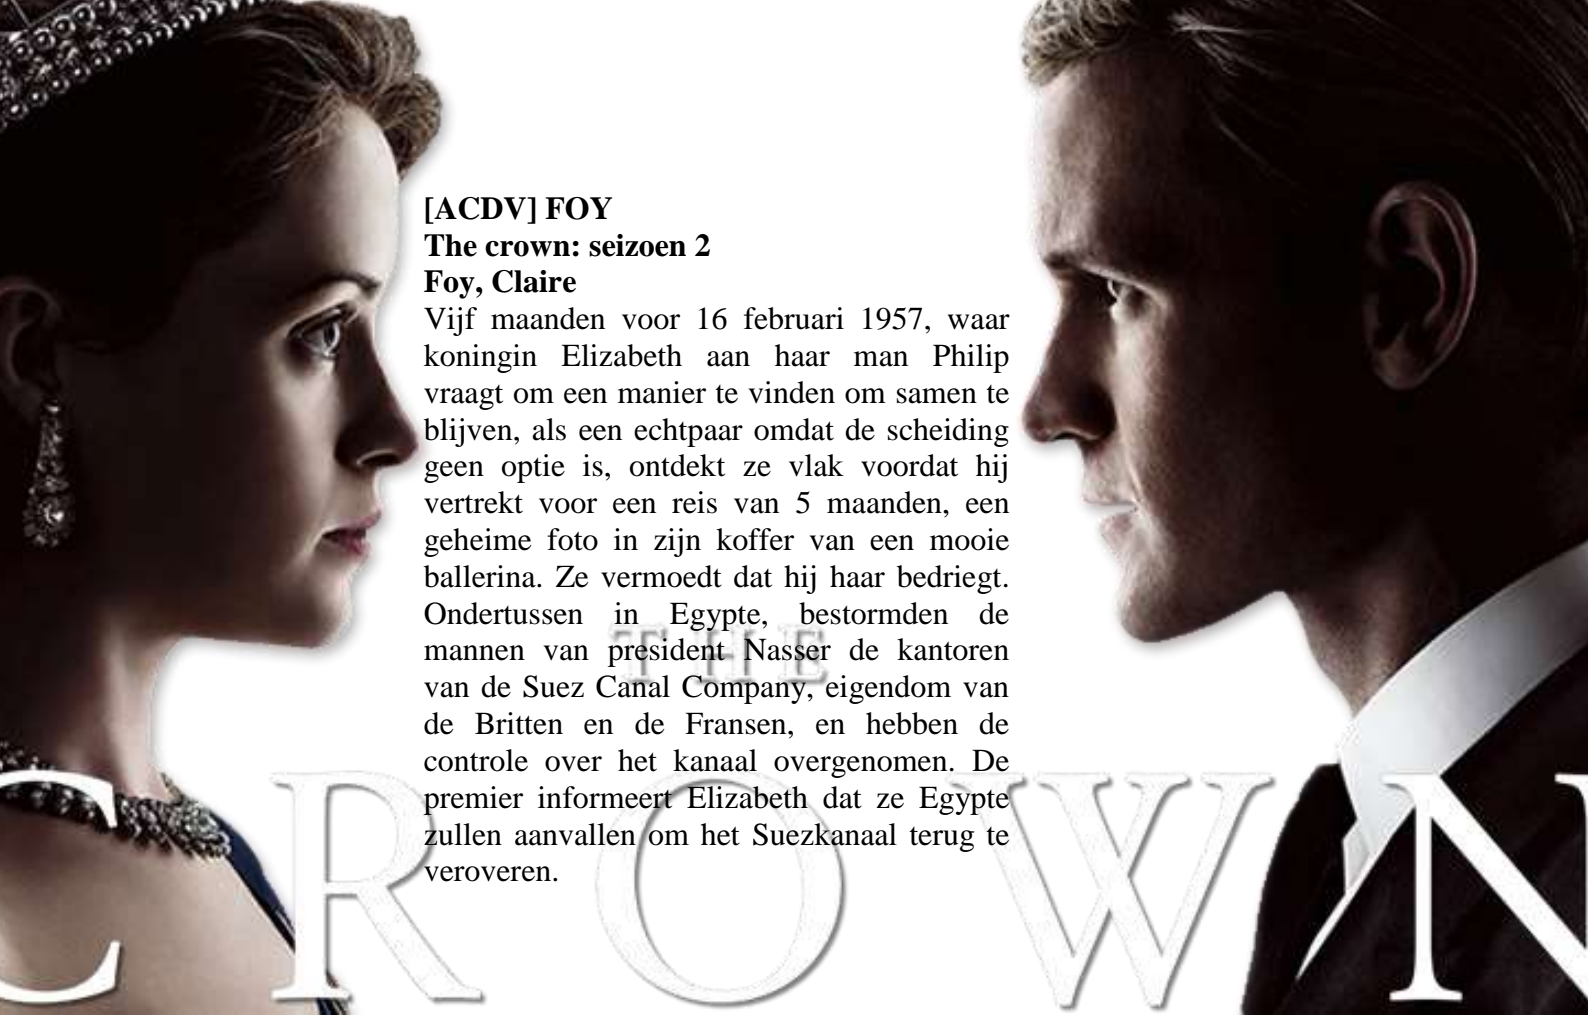 [ACDV] FOY
The crown: seizoen 2
Foy, Claire
Vijf maanden voor 16 februari 1957, waar
koningin Elizabeth aan haar man Philip
vraagt om een manier te vinden om samen te
blijven, als een echtpaar omdat de scheiding
geen optie is, ontdekt ze vlak voordat hij
vertrekt voor een reis van 5 maanden, een
geheime foto in zijn koffer van een mooie
ballerina. Ze vermoedt dat hij haar bedriegt.
Ondertussen in Egypte, bestormden de
mannen van president Nasser de kantoren
van de Suez Canal Company, eigendom van
de Britten en de Fransen, en hebben de
controle over het kanaal overgenomen. De
premier informeert Elizabeth dat ze Egypte
zullen aanvallen om het Suezkanaal terug te
veroveren.
THE
CROWN